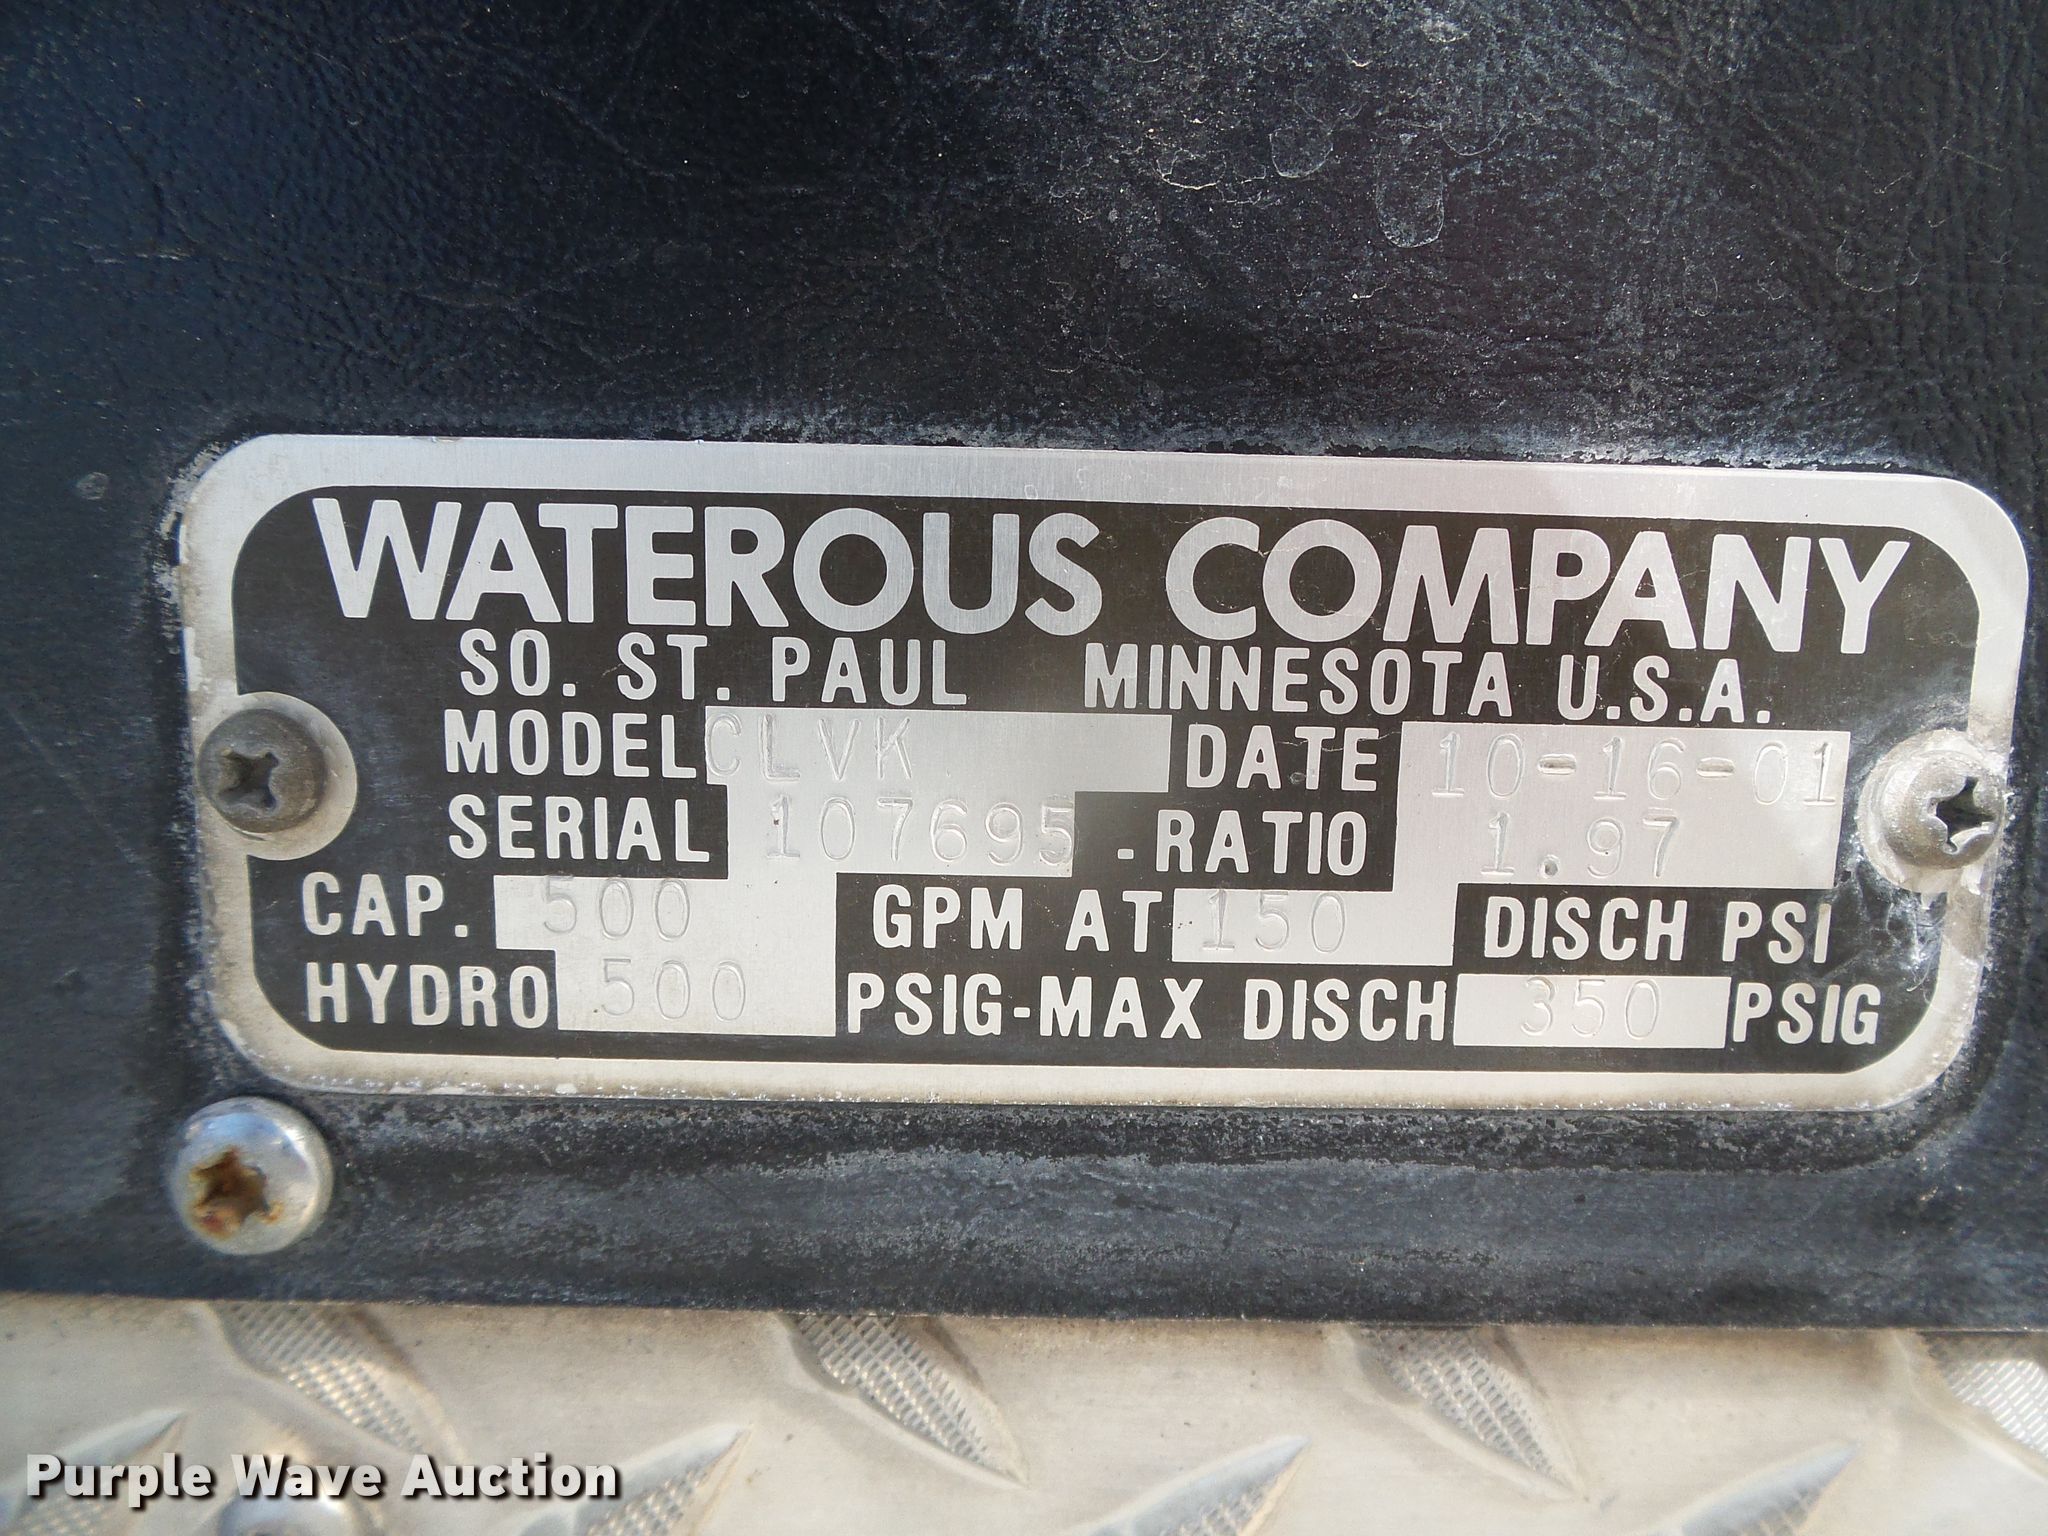 WATEROUS COMPANY
SO. ST. PAUL MINNESOTA U.S.A.
MODEL CLVK DATE 10-16-01
SERIAL 107695 -RATIO 1.97
CAP. 500 GPM AT 150 DISCH PSI
HYDRO 500 PSIG-MAX DISCH 350 PSIG
Purple Wave Auction